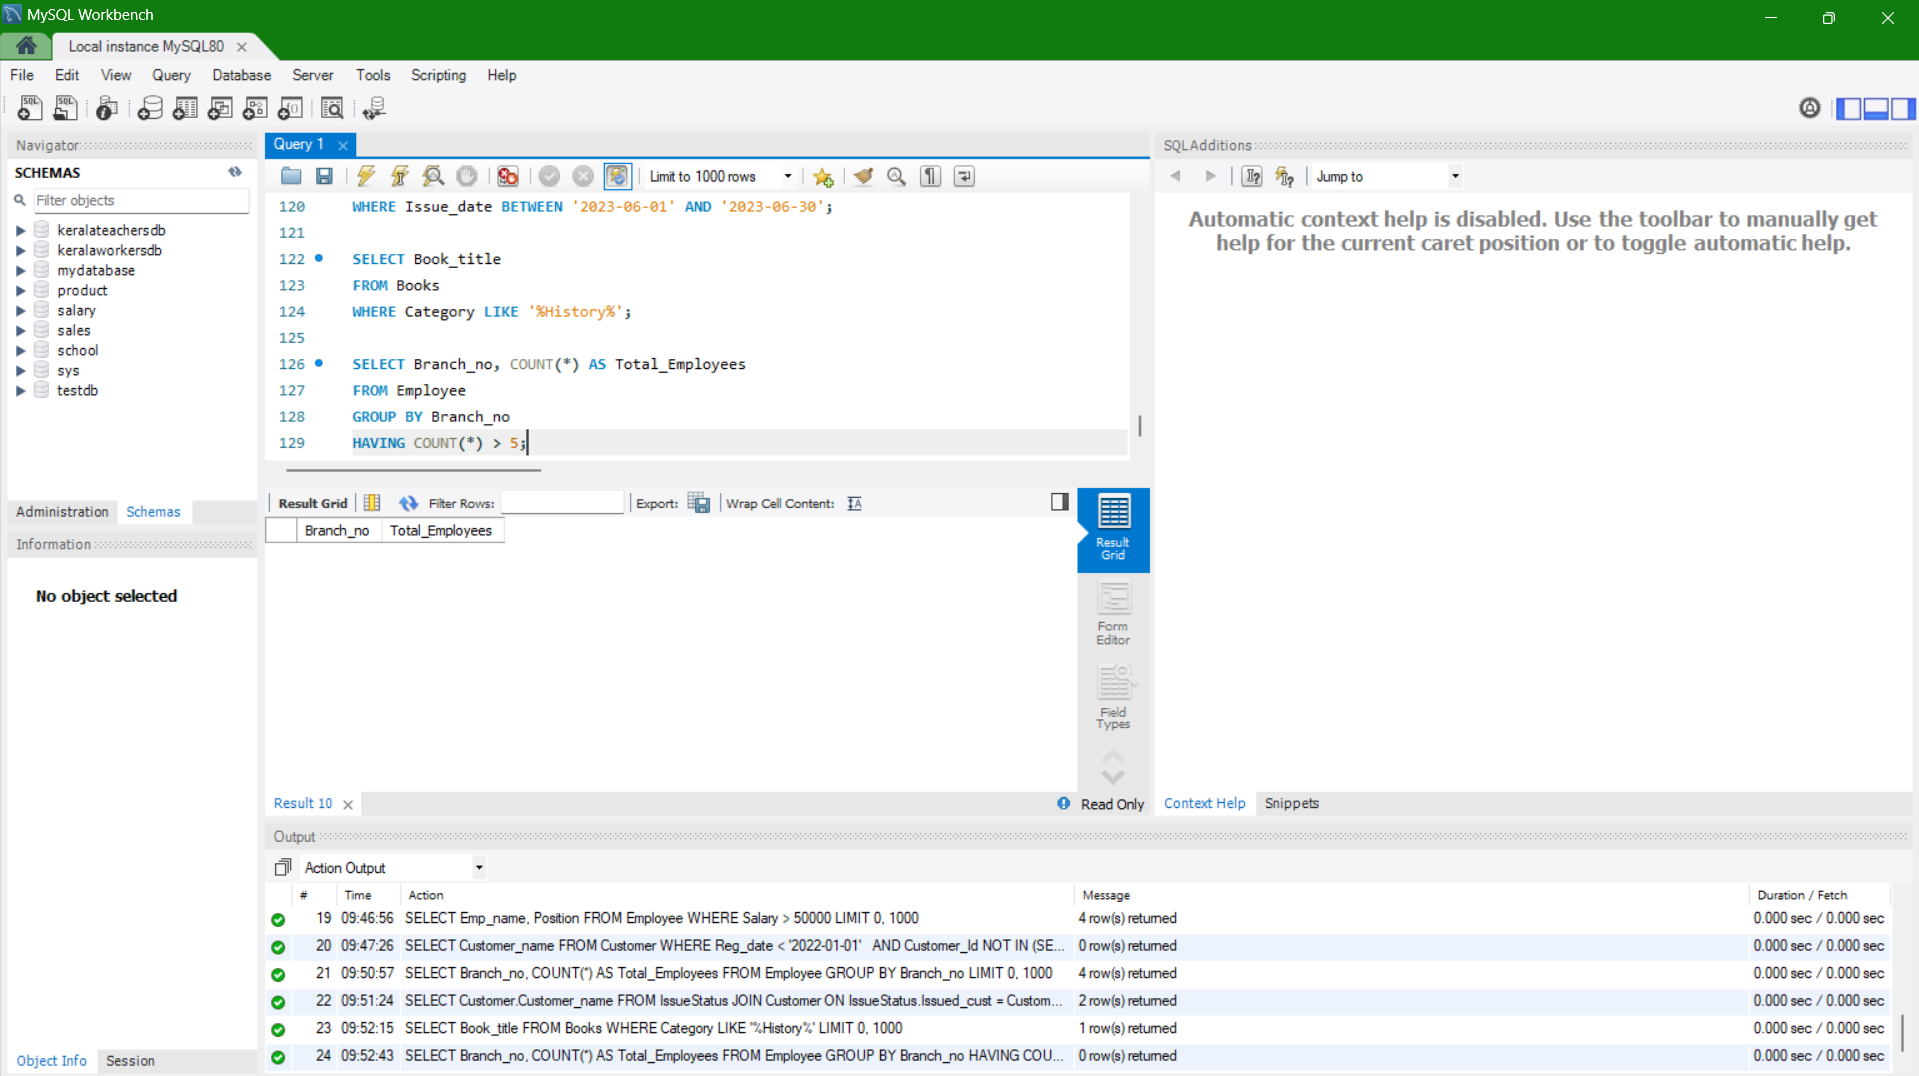 MySQL Workbench
Local instance MySQL80
File Edit View Query Database Server Tools Scripting Help
Navigator
SCHEMAS
Filter objects
keralateachersdb
keralaworkersdb
mydatabase
product
salary
sales
school
sys
testdb
Administration Schemas
Information
No object selected
Object Info Session
Query 1
Limit to 1000 rows
120 WHERE Issue_date BETWEEN '2023-06-01' AND '2023-06-30';
121
122 SELECT Book_title
123 FROM Books
124 WHERE Category LIKE '%History%';
125
126 SELECT Branch_no, COUNT(*) AS Total_Employees
127 FROM Employee
128 GROUP BY Branch_no
129 HAVING COUNT(*) > 5;
Result Grid Filter Rows: Export: Wrap Cell Content:
Branch_no Total_Employees
Result Grid
Form Editor
Field Types
Result 10 Read Only
SQLAdditions
Jump to
Automatic context help is disabled. Use the toolbar to manually get
help for the current caret position or to toggle automatic help.
Context Help Snippets
Output
Action Output
# Time Action Message Duration / Fetch
19 09:46:56 SELECT Emp_name, Position FROM Employee WHERE Salary > 50000 LIMIT 0, 1000 4 row(s) returned 0.000 sec / 0.000 sec
20 09:47:26 SELECT Customer_name FROM Customer WHERE Reg_date < '2022-01-01' AND Customer_Id NOT IN (SE... 0 row(s) returned 0.000 sec / 0.000 sec
21 09:50:57 SELECT Branch_no, COUNT(*) AS Total_Employees FROM Employee GROUP BY Branch_no LIMIT 0, 1000 4 row(s) returned 0.000 sec / 0.000 sec
22 09:51:24 SELECT Customer.Customer_name FROM IssueStatus JOIN Customer ON IssueStatus.Issued_cust = Custom... 2 row(s) returned 0.000 sec / 0.000 sec
23 09:52:15 SELECT Book_title FROM Books WHERE Category LIKE '%History%' LIMIT 0, 1000 1 row(s) returned 0.000 sec / 0.000 sec
24 09:52:43 SELECT Branch_no, COUNT(*) AS Total_Employees FROM Employee GROUP BY Branch_no HAVING COU... 0 row(s) returned 0.000 sec / 0.000 sec